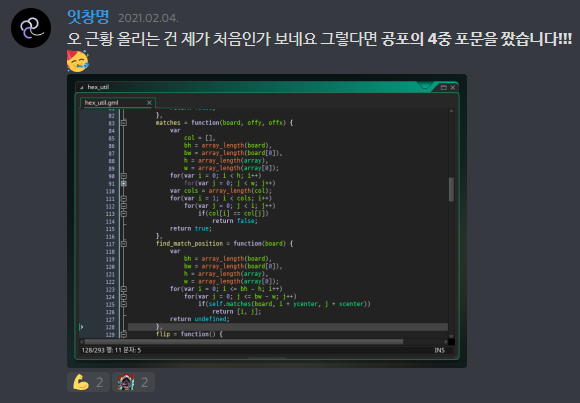 잇창명 2021.02.04.
오 근황 올리는 건 제가 처음인가 보네요 그렇다면 공포의 4중 포문을 짰습니다!!!
hex_util
hex_util.gml
82 },
83 matches = function(board, offy, offx) {
84 var
85 col = [],
86 bh = array_length(board),
87 bw = array_length(board[0]),
88 h = array_length(array),
89 w = array_length(array[0]);
90 for(var i = 0; i < h; i++)
91 for(var j = 0; j < w; j++)
110 var cols = array_length(col);
111 for(var i = 1; i < cols; i++)
112 for(var j = 0; j < i; j++)
113 if(col[i] == col[j])
114 return false;
115 return true;
116 },
117 find_match_position = function(board) {
118 var
119 bh = array_length(board),
120 bw = array_length(board[0]),
121 h = array_length(array),
122 w = array_length(array[0]);
123 for(var i = 0; i <= bh - h; i++)
124 for(var j = 0; j <= bw - w; j++)
125 if(self.matches(board, i + ycenter, j + xcenter))
126 return [i, j];
127 return undefined;
128 },
129 flip = function() {
128/293 행: 11 문자: 5 INS
2 2